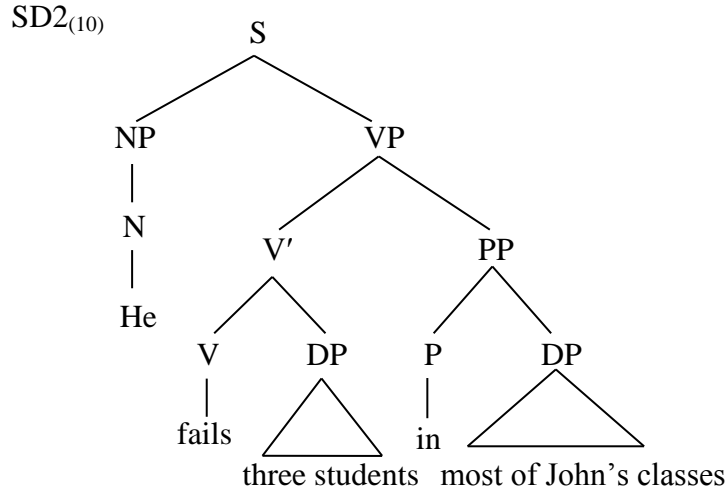 SD2(10)
S
NP VP
N
V′ PP
He
V DP P DP
fails in
three students most of John’s classes